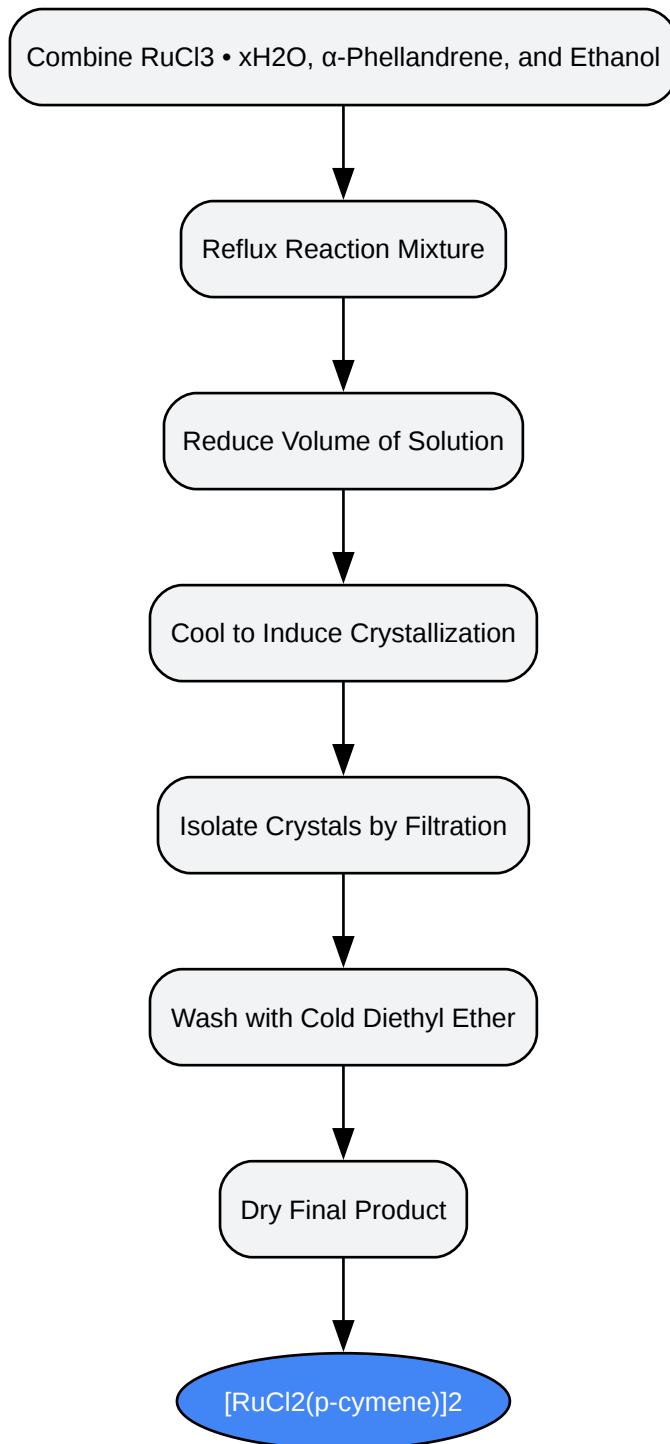 Combine RuCl3 • xH2O, α-Phellandrene, and Ethanol
Reflux Reaction Mixture
Reduce Volume of Solution
Cool to Induce Crystallization
Isolate Crystals by Filtration
Wash with Cold Diethyl Ether
Dry Final Product
[RuCl2(p-cymene)]2